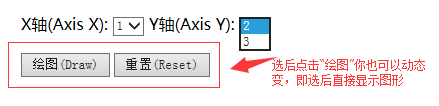 X轴(Axis X): 1 Y轴(Axis Y): 2
3
绘图(Draw) 重置(Reset)
选后点击“绘图”你也可以动态
变，即选后直接显示图形